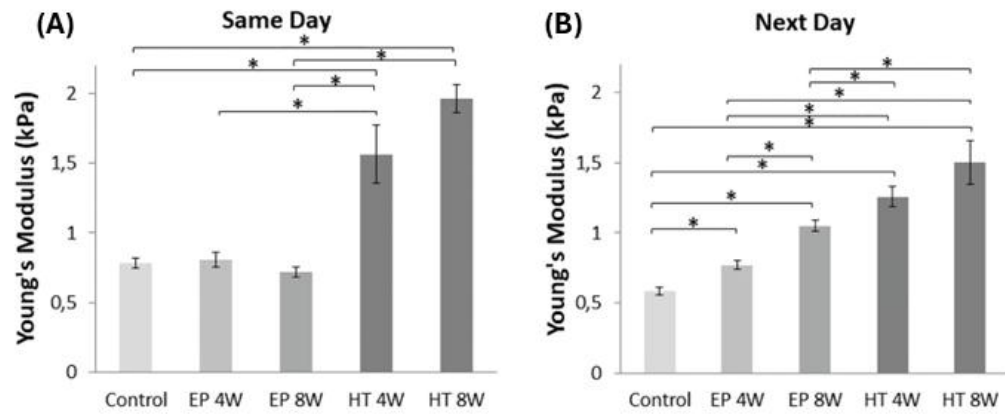 (A)
Same Day
Young's Modulus (kPa)
2
1,5
1
0,5
0
* * * * *
Control EP 4W EP 8W HT 4W HT 8W
(B)
Next Day
Young's Modulus (kPa)
2
1,5
1
0,5
0
* * * * * * * * *
Control EP 4W EP 8W HT 4W HT 8W